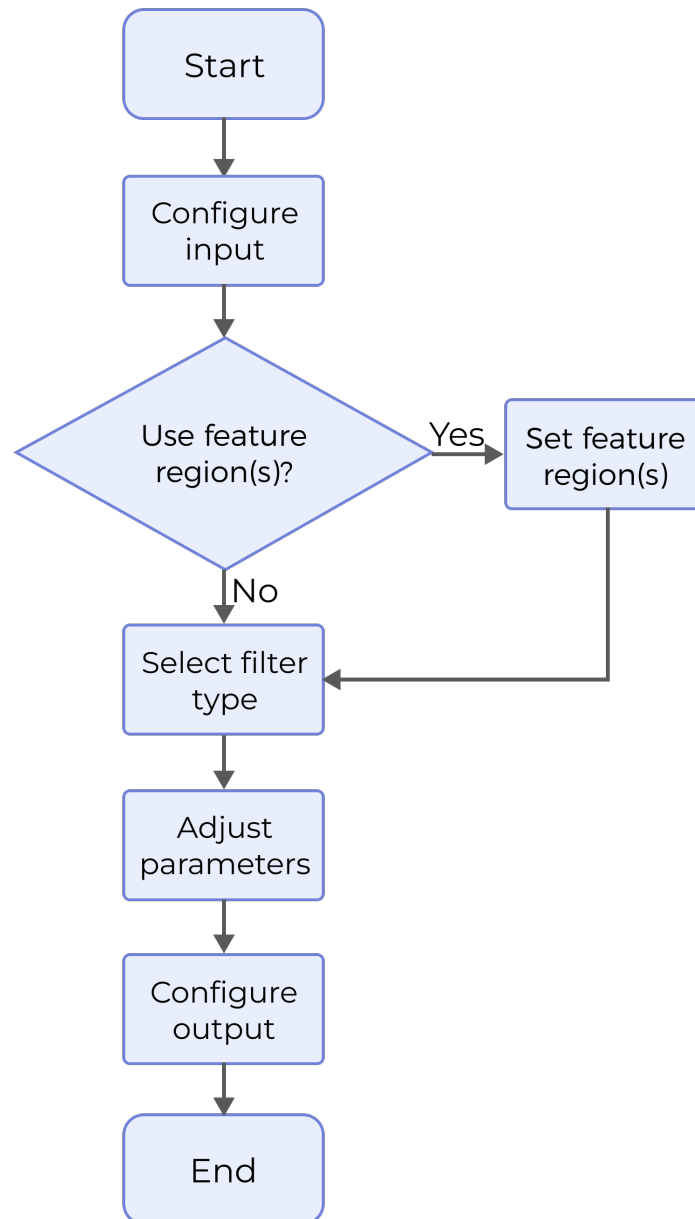 Start
Configure
input
Use feature
region(s)?
Yes
Set feature
region(s)
No
Select filter
type
Adjust
parameters
Configure
output
End